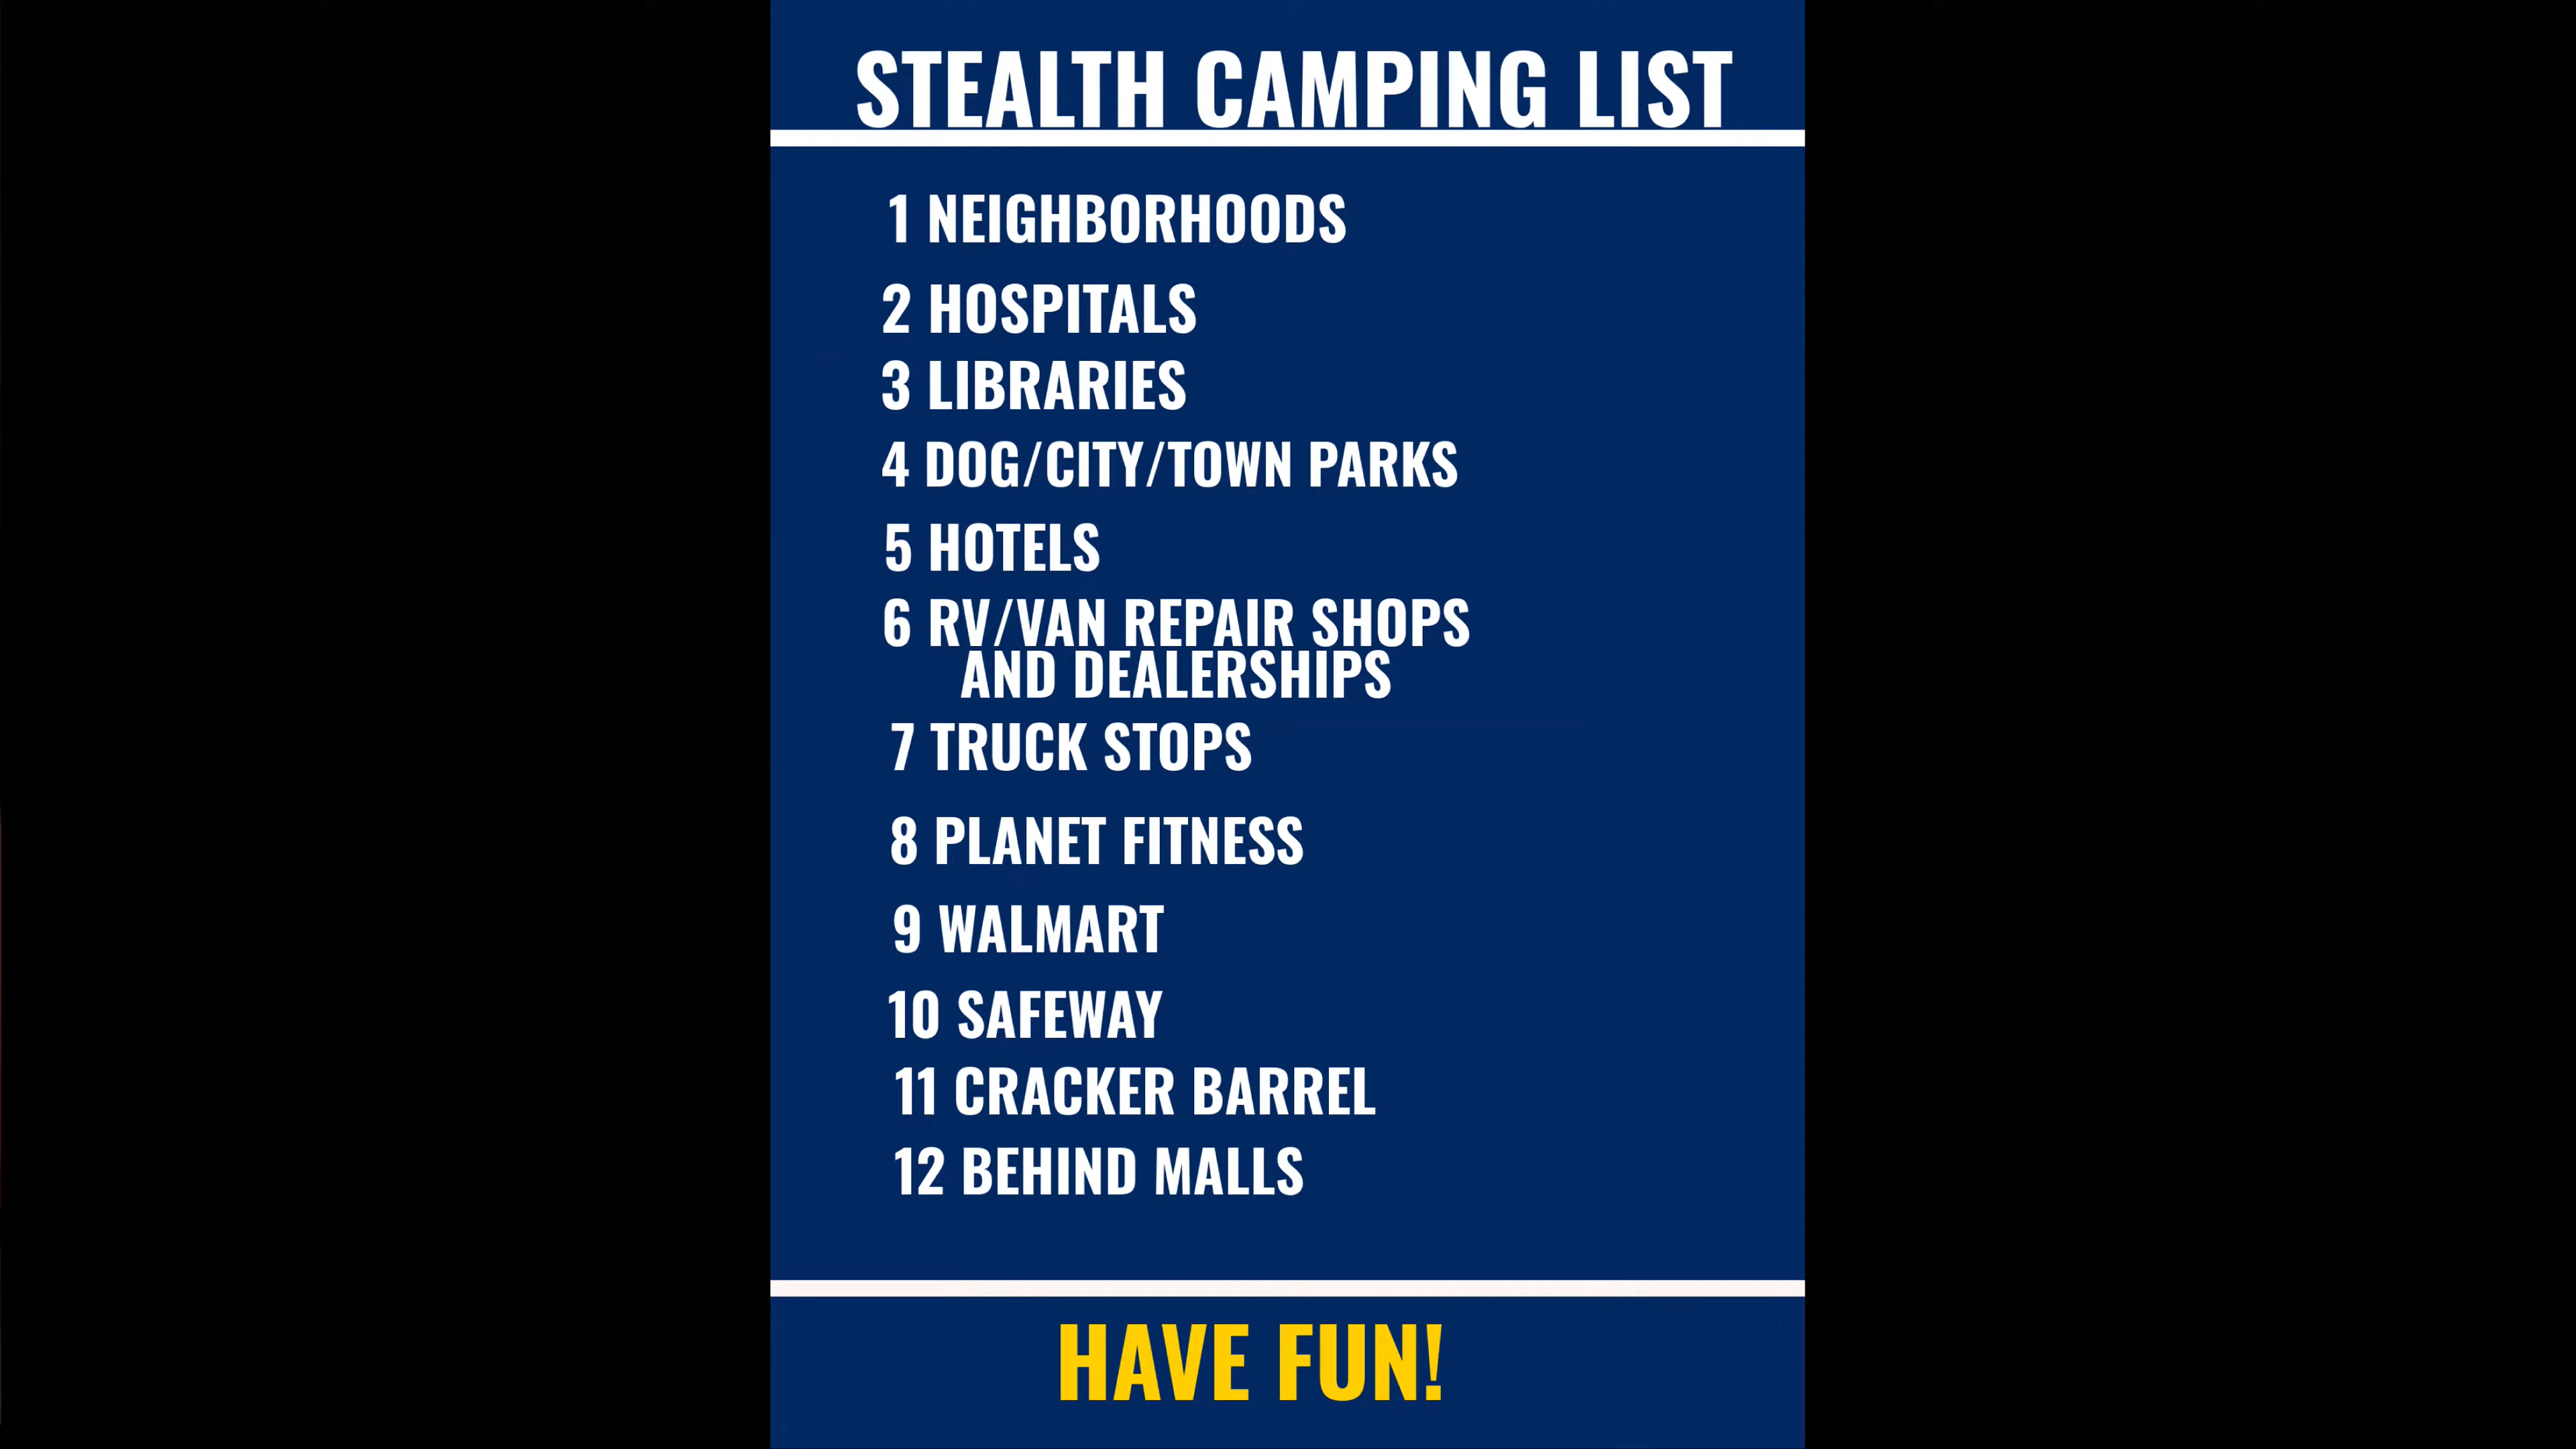 STEALTH CAMPING LIST
1 NEIGHBORHOODS
2 HOSPITALS
3 LIBRARIES
4 DOG/CITY/TOWN PARKS
5 HOTELS
6 RV/VAN REPAIR SHOPS
AND DEALERSHIPS
7 TRUCK STOPS
8 PLANET FITNESS
9 WALMART
10 SAFEWAY
11 CRACKER BARREL
12 BEHIND MALLS
HAVE FUN!